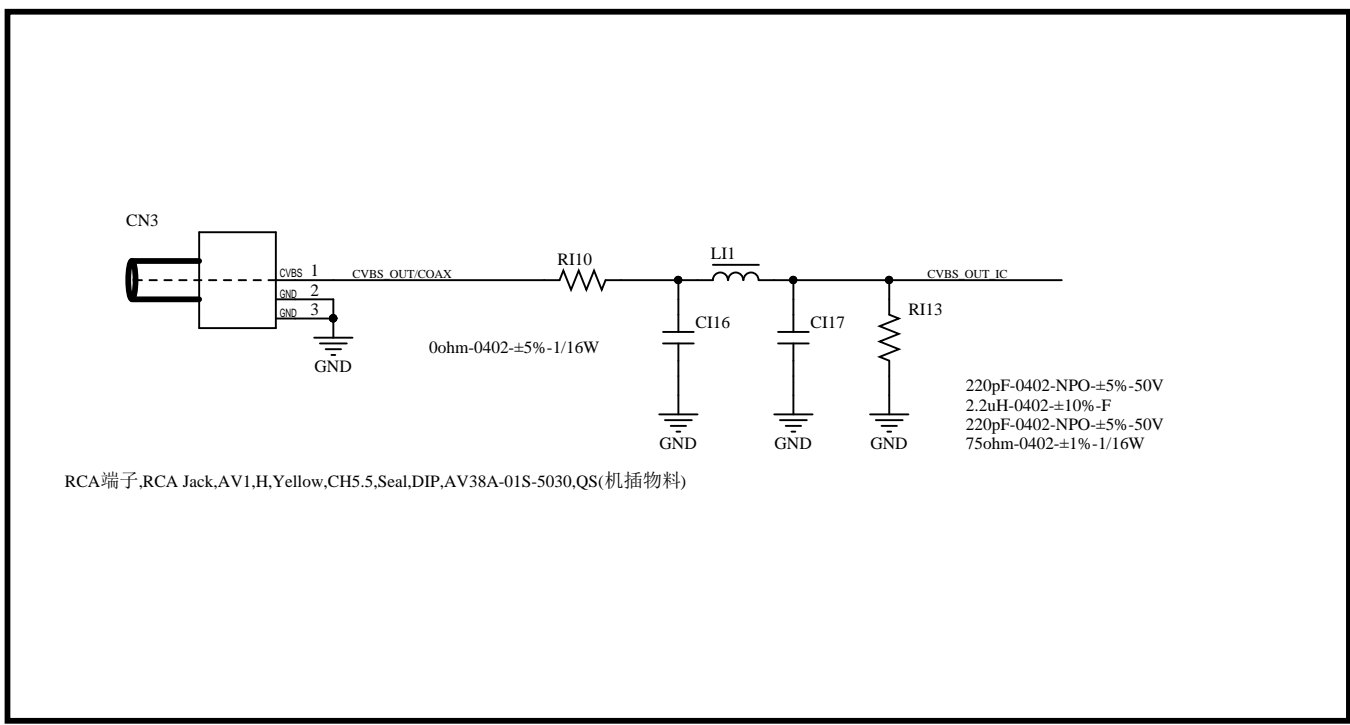 CN3
RI10
LI1
CVBS 1
CVBS_OUT/COAX
CVBS_OUT_IC
GND 2
GND 3
RI13
CI16
CI17
0ohm-0402-±5%-1/16W
GND
220pF-0402-NPO-±5%-50V
2.2uH-0402-±10%-F
220pF-0402-NPO-±5%-50V
75ohm-0402-±1%-1/16W
GND
GND
GND
RCA端子,RCA Jack,AV1,H,Yellow,CH5.5,Seal,DIP,AV38A-01S-5030,QS(机插物料)